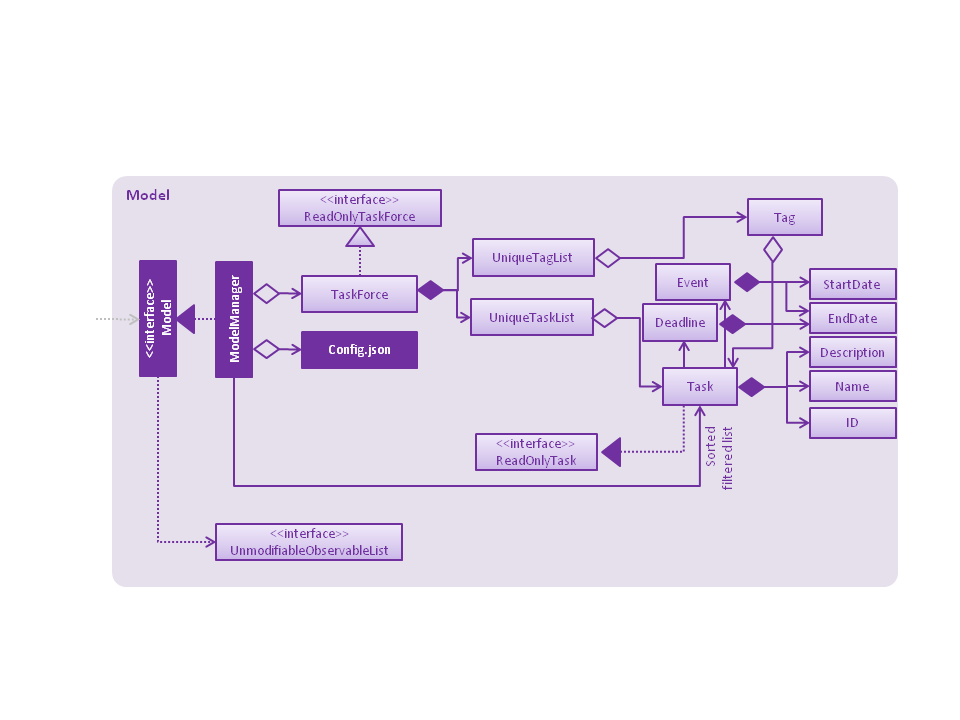 Model
<<interface>>
ReadOnlyTaskForce
Tag
UniqueTagList
<<interface>>
Model
ModelManager
TaskForce
Event
StartDate
UniqueTaskList
Deadline
EndDate
Config.json
Description
Task
Name
ID
<<interface>>
ReadOnlyTask
Sorted
filtered list
<<interface>>
UnmodifiableObservableList